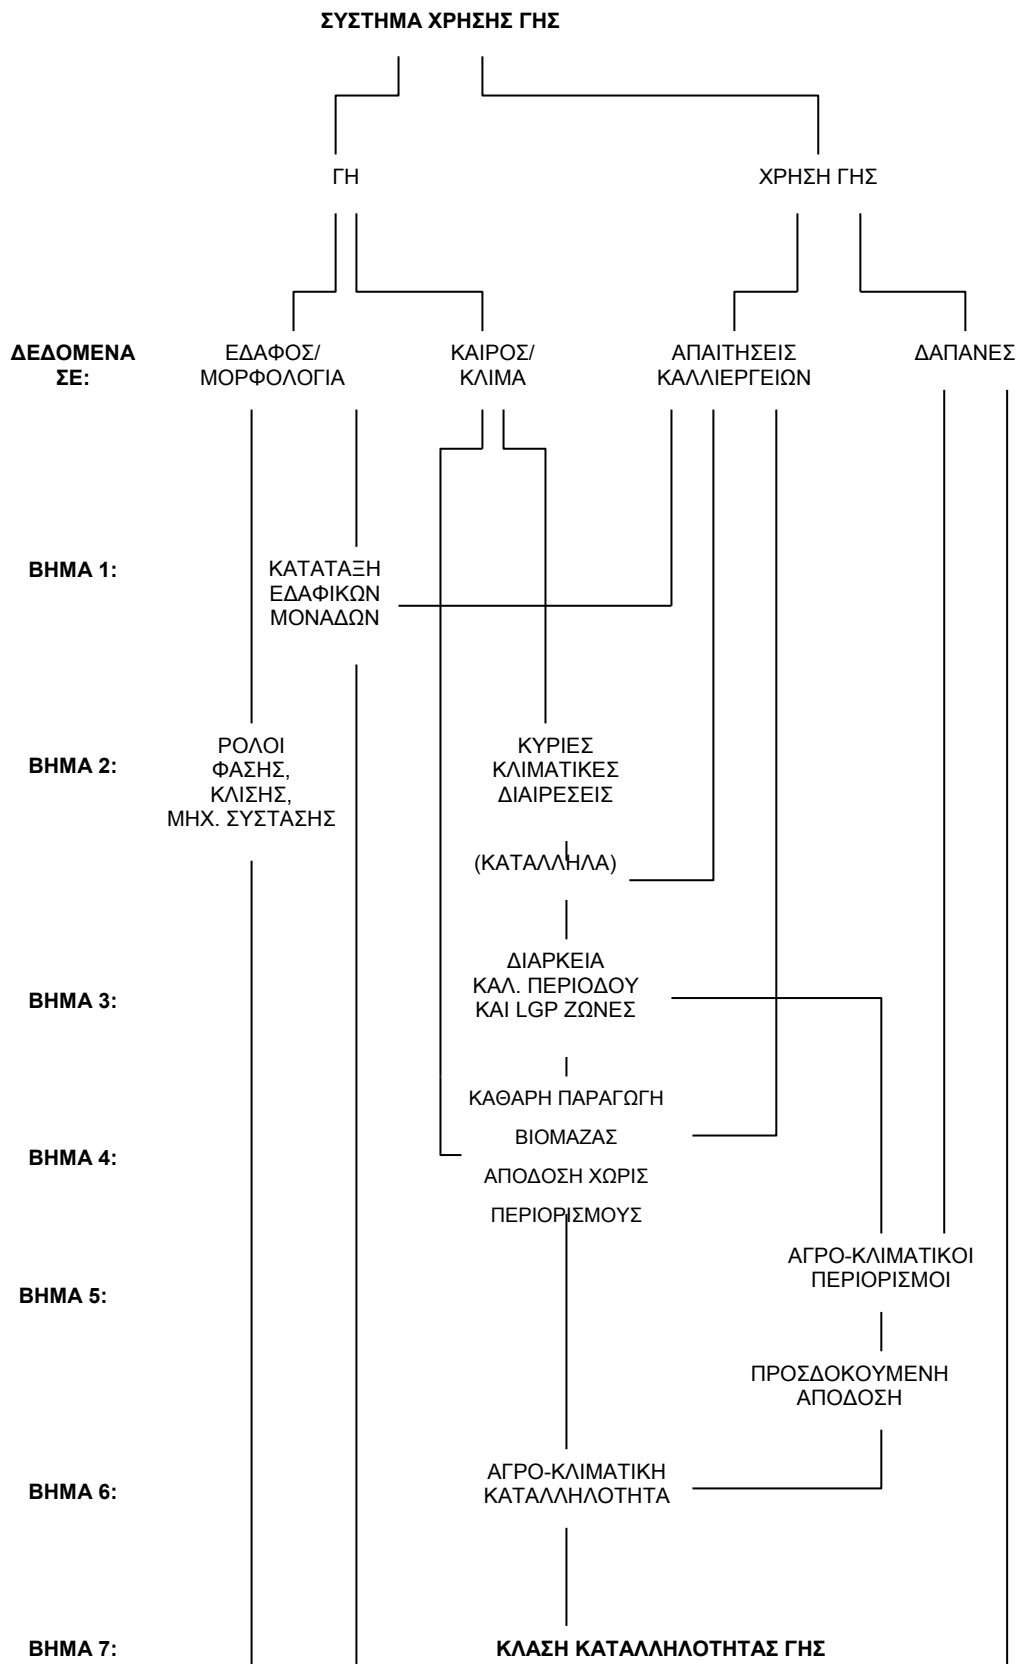 ΣΥΣΤΗΜΑ ΧΡΗΣΗΣ ΓΗΣ
ΓΗ
ΧΡΗΣΗ ΓΗΣ
ΔΕΔΟΜΕΝΑ
ΣΕ:
ΕΔΑΦΟΣ/
ΜΟΡΦΟΛΟΓΙΑ
ΚΑΙΡΟΣ/
ΚΛΙΜΑ
ΑΠΑΙΤΗΣΕΙΣ
ΚΑΛΛΙΕΡΓΕΙΩΝ
ΔΑΠΑΝΕΣ
ΒΗΜΑ 1:
ΚΑΤΑΤΑΞΗ
ΕΔΑΦΙΚΩΝ
ΜΟΝΑΔΩΝ
ΒΗΜΑ 2:
ΡΟΛΟΙ
ΦΑΣΗΣ,
ΚΛΙΣΗΣ,
ΜΗΧ. ΣΥΣΤΑΣΗΣ
ΚΥΡΙΕΣ
ΚΛΙΜΑΤΙΚΕΣ
ΔΙΑΙΡΕΣΕΙΣ
(ΚΑΤΑΛΛΗΛΑ)
ΒΗΜΑ 3:
ΔΙΑΡΚΕΙΑ
ΚΑΛ. ΠΕΡΙΟΔΟΥ
ΚΑΙ LGP ΖΩΝΕΣ
ΒΗΜΑ 4:
ΚΑΘΑΡΗ ΠΑΡΑΓΩΓΗ
ΒΙΟΜΑΖΑΣ
ΑΠΟΔΟΣΗ ΧΩΡΙΣ
ΠΕΡΙΟΡΙΣΜΟΥΣ
ΒΗΜΑ 5:
ΑΓΡΟ-ΚΛΙΜΑΤΙΚΟΙ
ΠΕΡΙΟΡΙΣΜΟΙ
ΠΡΟΣΔΟΚΟΥΜΕΝΗ
ΑΠΟΔΟΣΗ
ΒΗΜΑ 6:
ΑΓΡΟ-ΚΛΙΜΑΤΙΚΗ
ΚΑΤΑΛΛΗΛΟΤΗΤΑ
ΒΗΜΑ 7:
ΚΛΑΣΗ ΚΑΤΑΛΛΗΛΟΤΗΤΑΣ ΓΗΣ